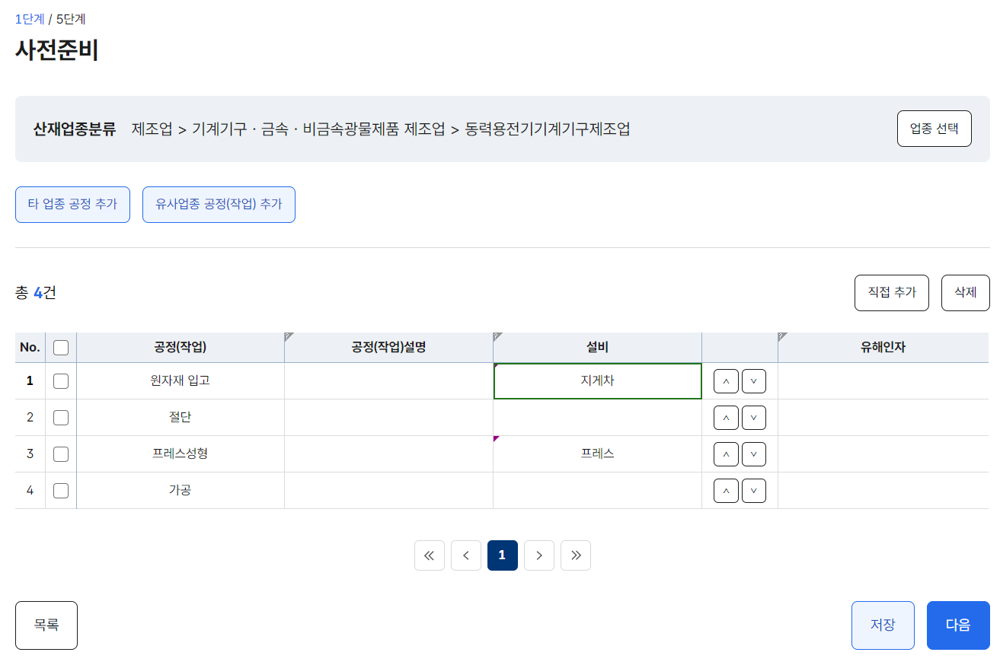 1단계 / 5단계
사전준비
산재업종분류 제조업 > 기계기구 · 금속 · 비금속광물제품 제조업 > 동력용전기기계기구제조업 업종 선택
타 업종 공정 추가 유사업종 공정(작업) 추가
총 4건 직접 추가 삭제
No. 공정(작업) 공정(작업)설명 설비 유해인자
1 원자재 입고 지게차
2 절단
3 프레스성형 프레스
4 가공
1
목록 저장 다음